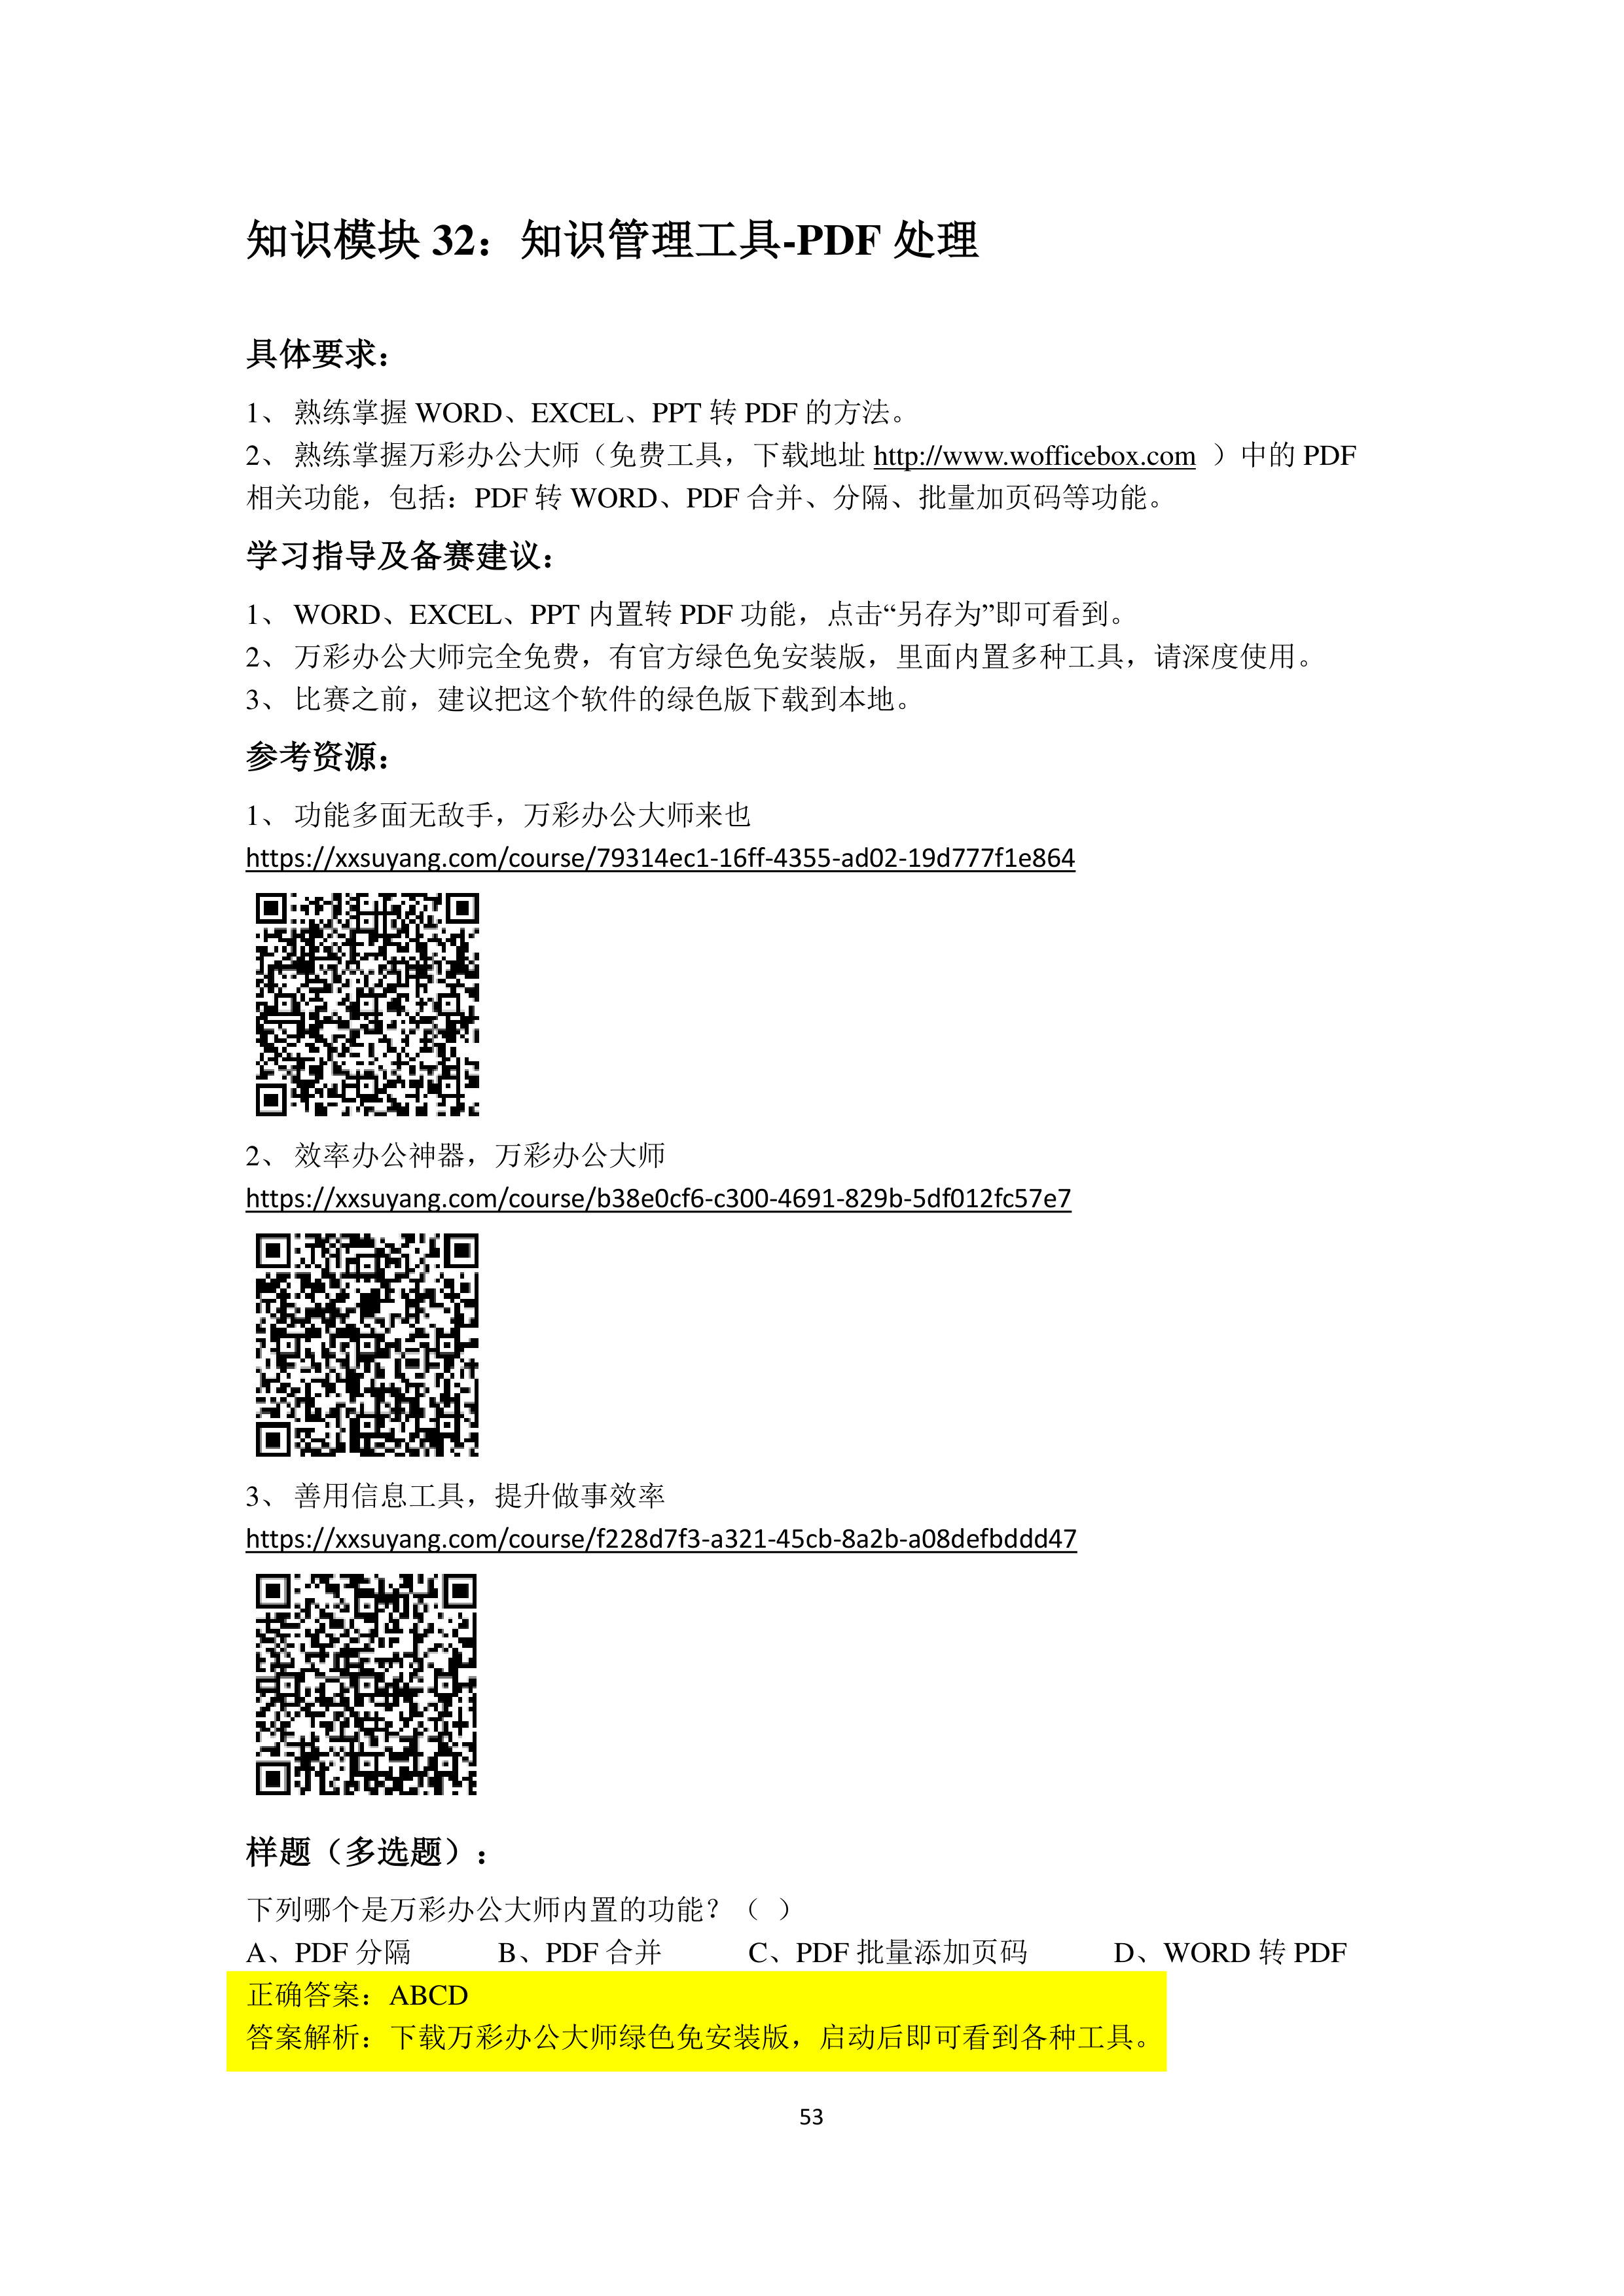 知识模块 32：知识管理工具-PDF 处理
具体要求：
1、 熟练掌握 WORD、EXCEL、PPT 转 PDF 的方法。
2、 熟练掌握万彩办公大师（免费工具，下载地址 http://www.wofficebox.com ）中的 PDF
相关功能，包括：PDF 转 WORD、PDF 合并、分隔、批量加页码等功能。
学习指导及备赛建议：
1、 WORD、EXCEL、PPT 内置转 PDF 功能，点击“另存为”即可看到。
2、 万彩办公大师完全免费，有官方绿色免安装版，里面内置多种工具，请深度使用。
3、 比赛之前，建议把这个软件的绿色版下载到本地。
参考资源：
1、 功能多面无敌手，万彩办公大师来也
https://xxsuyang.com/course/79314ec1-16ff-4355-ad02-19d777f1e864
2、 效率办公神器，万彩办公大师
https://xxsuyang.com/course/b38e0cf6-c300-4691-829b-5df012fc57e7
3、 善用信息工具，提升做事效率
https://xxsuyang.com/course/f228d7f3-a321-45cb-8a2b-a08defbddd47
样题（多选题）：
下列哪个是万彩办公大师内置的功能？（ ）
A、PDF 分隔 B、PDF 合并 C、PDF 批量添加页码 D、WORD 转 PDF
正确答案：ABCD
答案解析：下载万彩办公大师绿色免安装版，启动后即可看到各种工具。
53